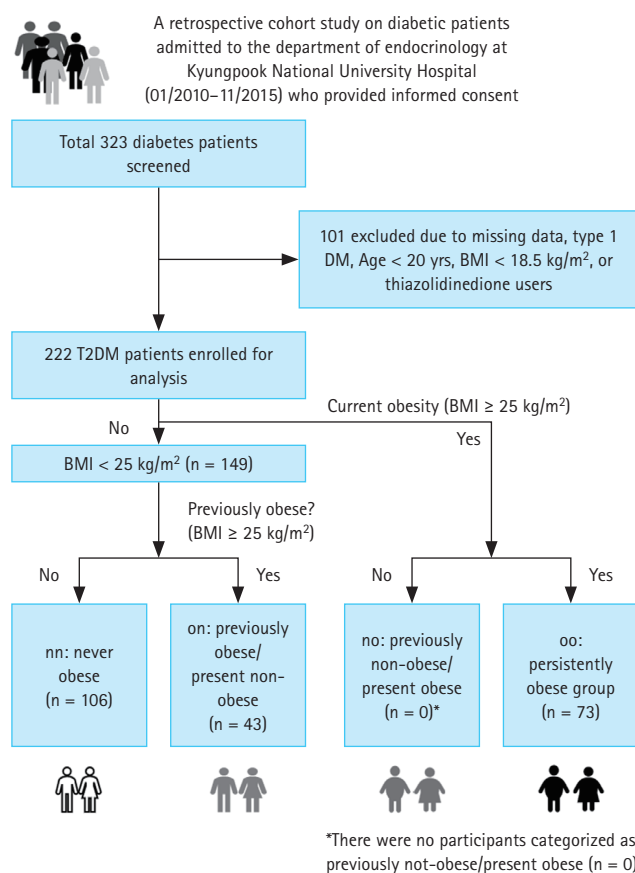 A retrospective cohort study on diabetic patients
admitted to the department of endocrinology at
Kyungpook National University Hospital
(01/2010–11/2015) who provided informed consent
Total 323 diabetes patients
screened
101 excluded due to missing data, type 1
DM, Age < 20 yrs, BMI < 18.5 kg/m², or
thiazolidinedione users
222 T2DM patients enrolled for
analysis
Current obesity (BMI ≥ 25 kg/m²)
No
Yes
BMI < 25 kg/m² (n = 149)
Previously obese?
(BMI ≥ 25 kg/m²)
No
Yes
No
Yes
nn: never
obese
(n = 106)
on: previously
obese/
present non-
obese
(n = 43)
no: previously
non-obese/
present obese
(n = 0)*
oo:
persistently
obese group
(n = 73)
*There were no participants categorized as
previously not-obese/present obese (n = 0)